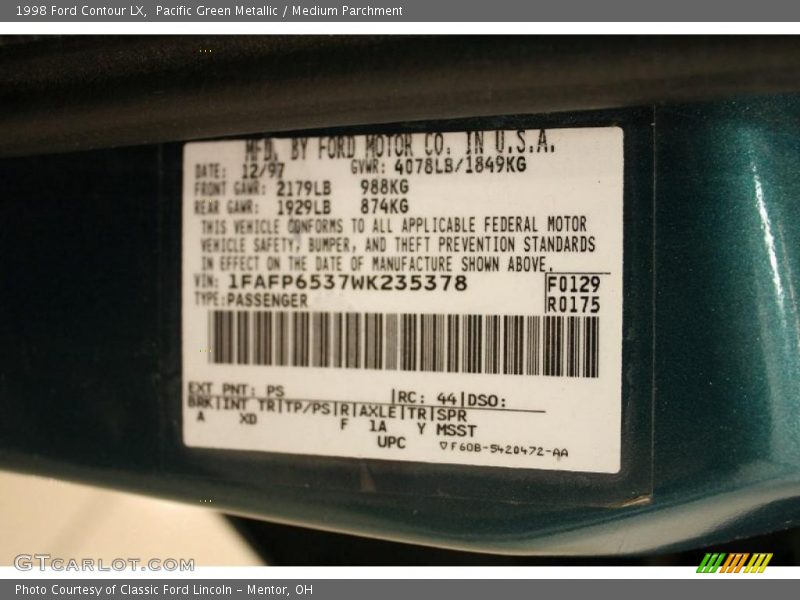 1998 Ford Contour LX,  Pacific Green Metallic / Medium Parchment
MFD. BY FORD MOTOR CO. IN U.S.A.
DATE: 12/97 GVWR: 4078LB/1849KG
FRONT GAWR: 2179LB 988KG
REAR GAWR: 1929LB 874KG
THIS VEHICLE CONFORMS TO ALL APPLICABLE FEDERAL MOTOR
VEHICLE SAFETY, BUMPER, AND THEFT PREVENTION STANDARDS
IN EFFECT ON THE DATE OF MANUFACTURE SHOWN ABOVE.
VIN: 1FAFP6537WK235378 F0129
TYPE:PASSENGER R0175
EXT PNT: PS |RC: 44|DSO:
BRK|INT TR|TP/PS|R|AXLE|TR|SPR
A XD F 1A Y MSST
UPC ▽F60B-5420472-AA
GTCARLOT.COM
Photo Courtesy of Classic Ford Lincoln - Mentor, OH